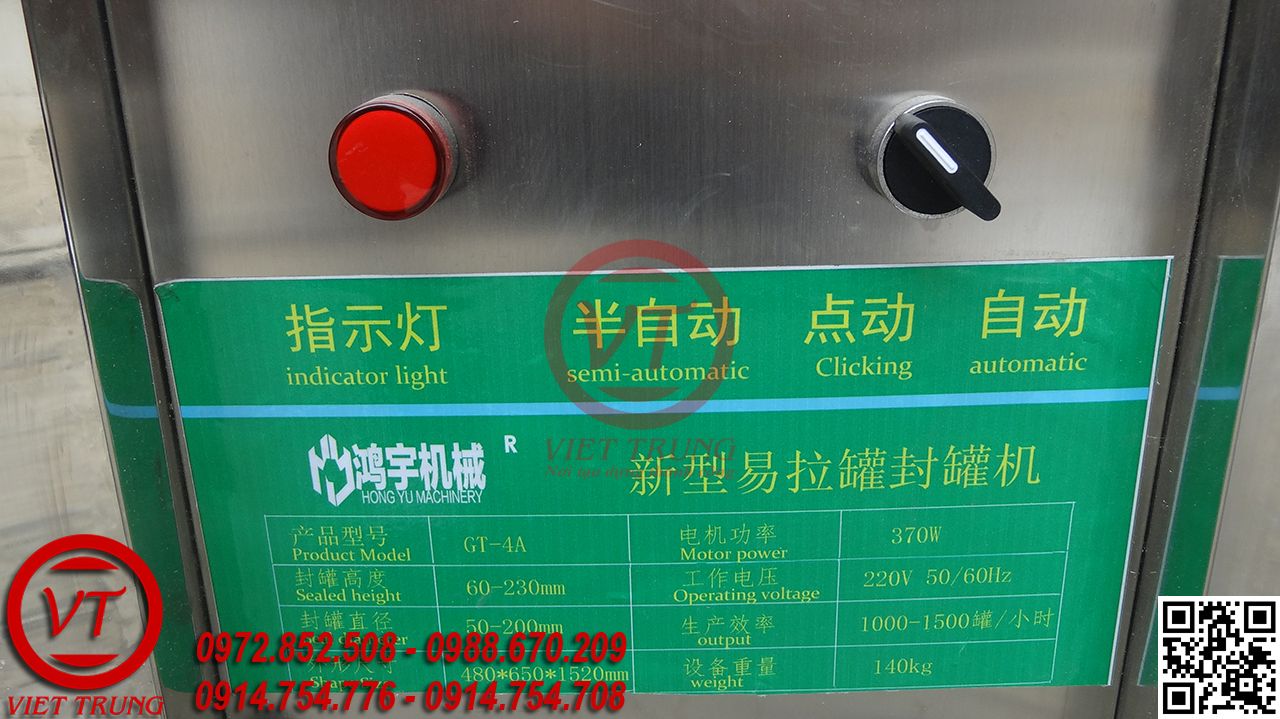 指示灯 半自动 点动 自动
indicator light semi-automatic Clicking automatic
VT
VIET TRUNG
鸿宇机械 R
HONG YU MACHINERY
新型易拉罐封罐机
产品型号 GT-4A 电机功率 370W
Product Model Motor power
封罐高度 60-230mm 工作电压 220V 50/60Hz
Sealed height Operating voltage
封罐直径 50-200mm 生产效率 1000-1500罐/小时
output
外形尺寸 480*650*1520mm 设备重量 140kg
weight
VT
VIET TRUNG
0972.852.508 - 0988.670.209
0914.754.776 - 0914.754.708